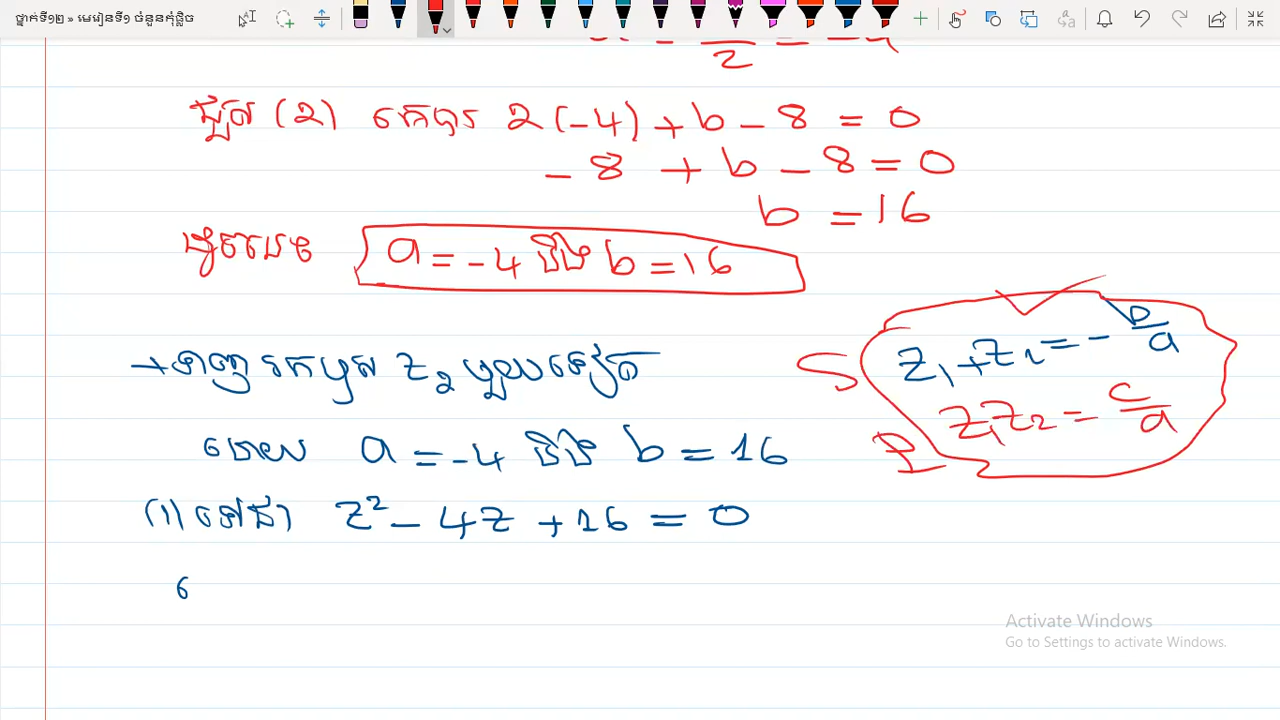 ថ្នាក់ទី១២ » មេរៀនទី១ ចំនួនកុំផ្លិច
2
(2) គេបាន 2(-4) + b - 8 = 0
-8 + b - 8 = 0
b = 16
ដូចនេះ a = -4 និង b = 16
z₁ + z₂ = - b/a
S
→ ទាញរកឫស z₂ មួយទៀត
z₁z₂ = c/a
P
ដោយ a = -4 និង b = 16
(1) ទៅជា z² - 4z + 16 = 0
Activate Windows
Go to Settings to activate Windows.